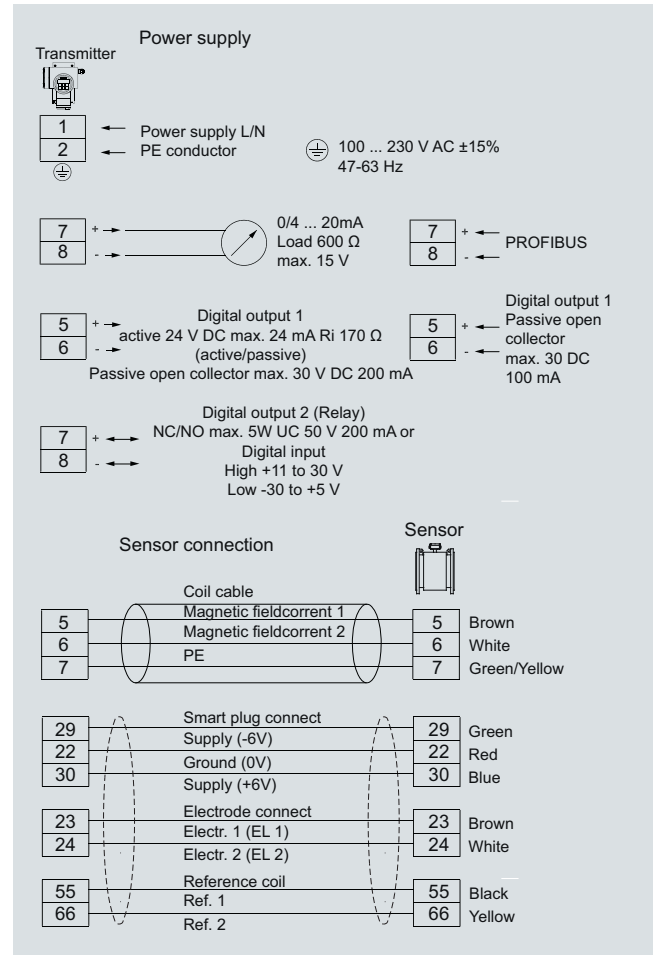 Power supply
Transmitter
1
Power supply L/N
2
PE conductor
100 ... 230 V AC ±15%
47-63 Hz
7
+
8
-
0/4 ... 20mA
Load 600 Ω
max. 15 V
7
+
8
-
PROFIBUS
5
+
6
-
Digital output 1
active 24 V DC max. 24 mA Ri 170 Ω
(active/passive)
Passive open collector max. 30 V DC 200 mA
5
+
6
-
Digital output 1
Passive open
collector
max. 30 DC
100 mA
7
+
8
-
Digital output 2 (Relay)
NC/NO max. 5W UC 50 V 200 mA or
Digital input
High +11 to 30 V
Low -30 to +5 V
Sensor connection
Sensor
Coil cable
5 Magnetic fieldcorrent 1 5 Brown
6 Magnetic fieldcorrent 2 6 White
7 PE 7 Green/Yellow
Smart plug connect
29 Supply (-6V) 29 Green
22 Ground (0V) 22 Red
30 Supply (+6V) 30 Blue
Electrode connect
23 Electr. 1 (EL 1) 23 Brown
24 Electr. 2 (EL 2) 24 White
Reference coil
55 Ref. 1 55 Black
66 Ref. 2 66 Yellow